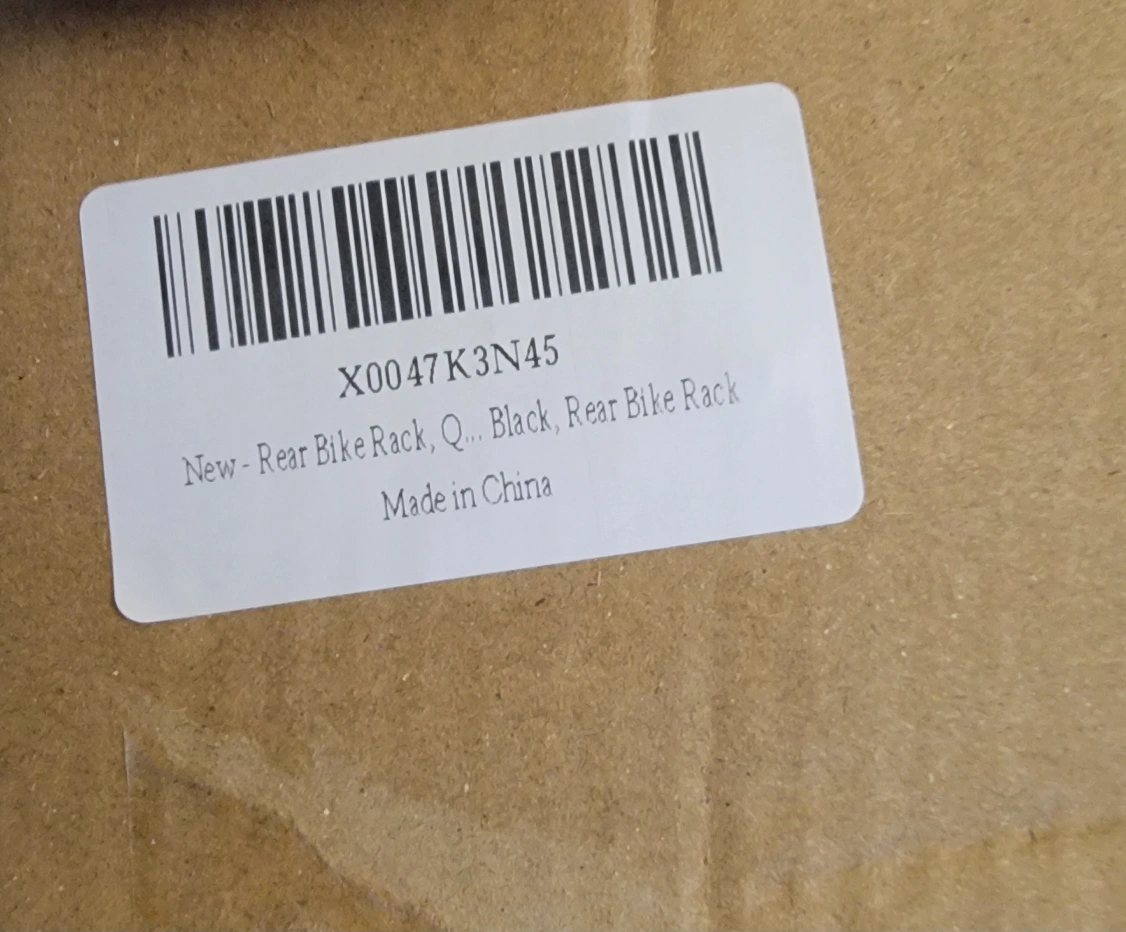 X0047K3N45
New - Rear Bike Rack, Q... Black, Rear Bike Rack
Made in China